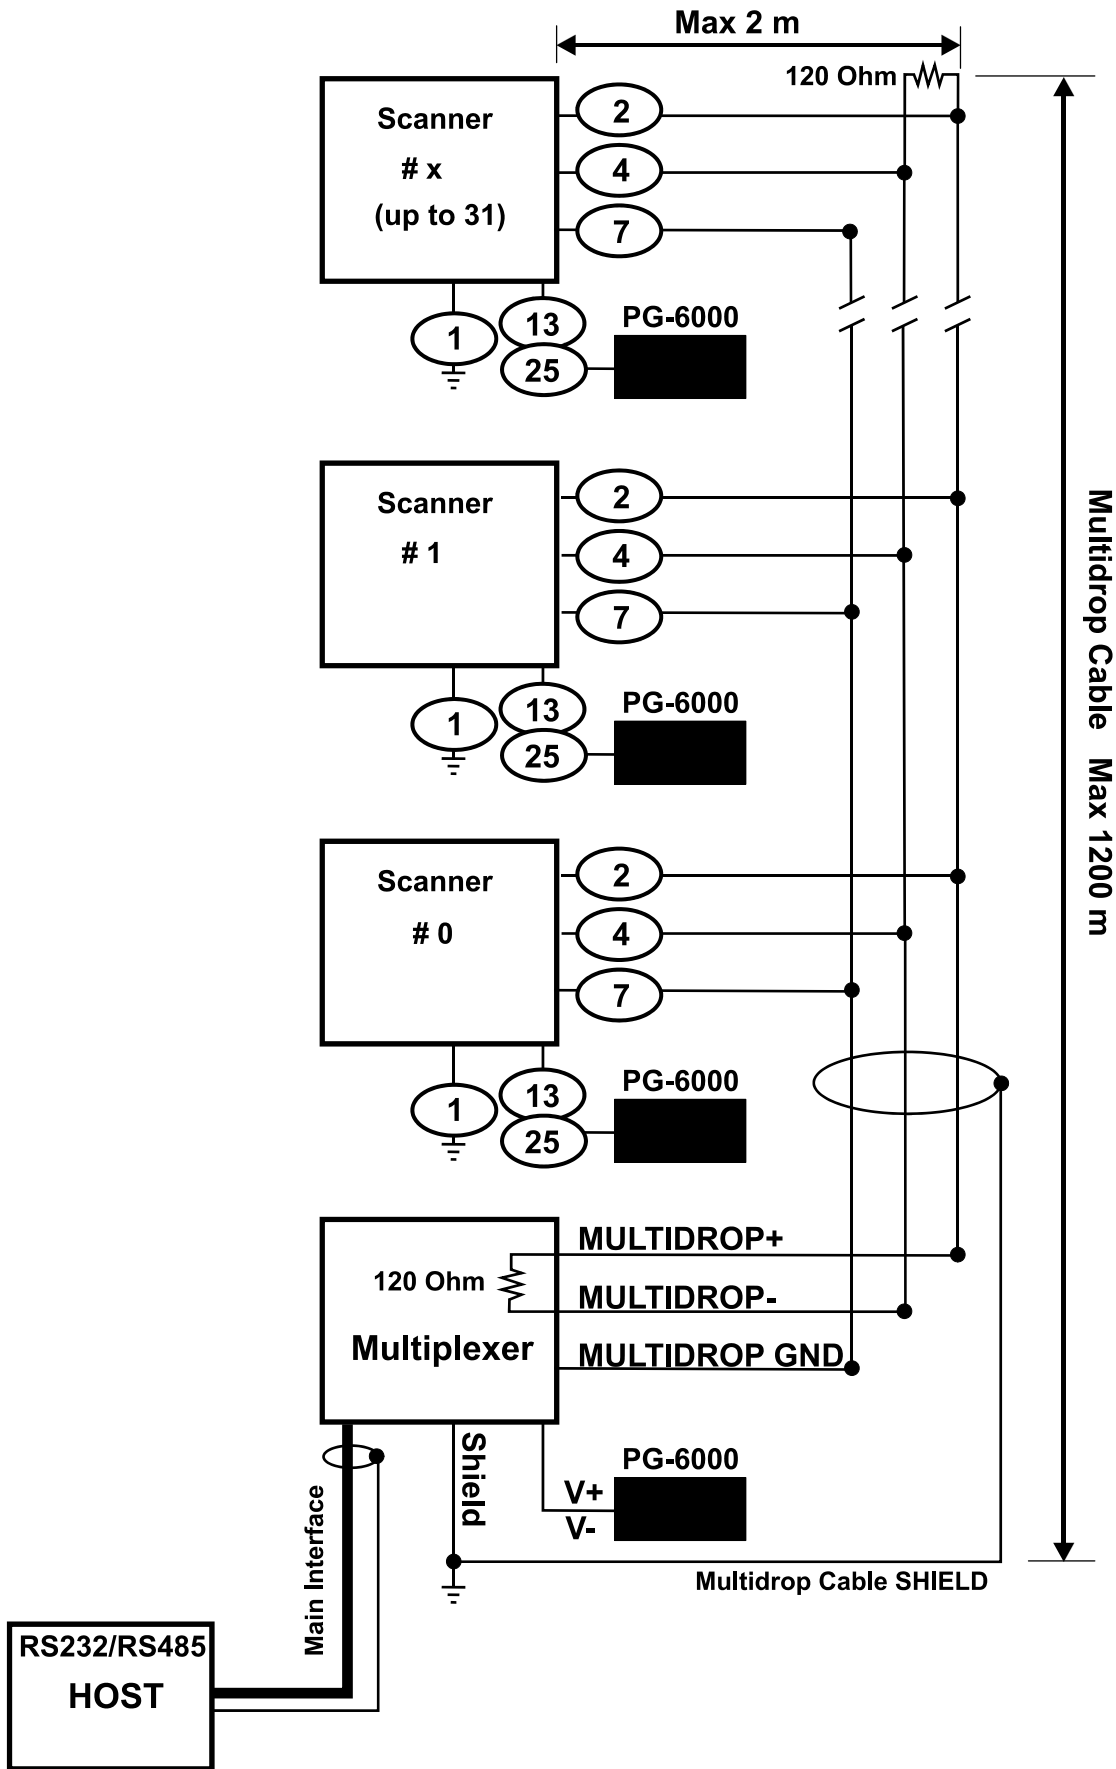 Max 2 m
120 Ohm
Scanner
# x
(up to 31)
2
4
7
1
13
25
PG-6000
Scanner
# 1
2
4
7
1
13
25
PG-6000
Scanner
# 0
2
4
7
1
13
25
PG-6000
Multidrop Cable Max 1200 m
MULTIDROP+
120 Ohm
MULTIDROP-
Multiplexer
MULTIDROP GND
Shield
PG-6000
V+
V-
Main Interface
Multidrop Cable SHIELD
RS232/RS485
HOST